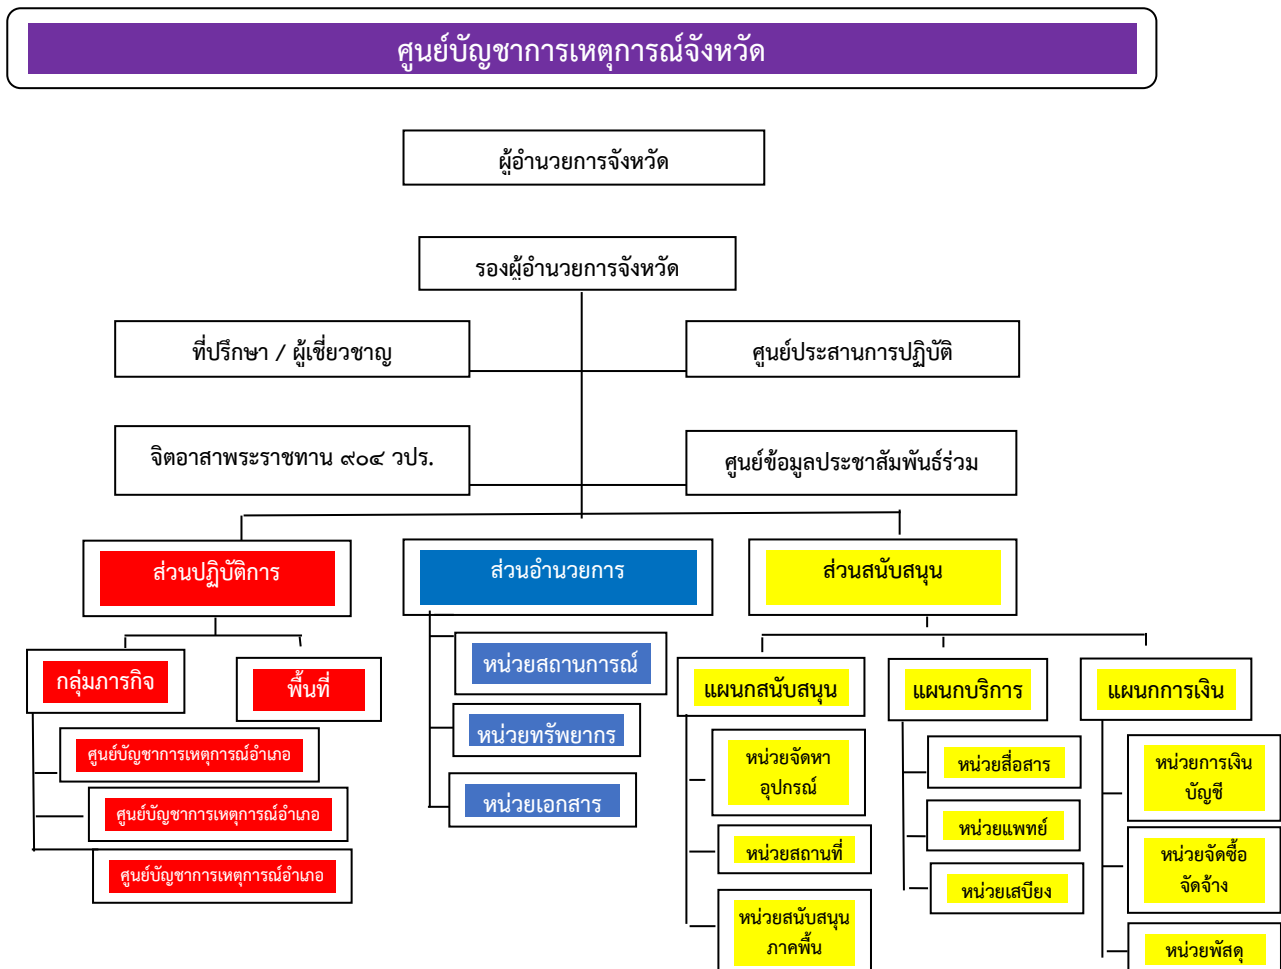 ศูนย์บัญชาการเหตุการณ์จังหวัด
ผู้อำนวยการจังหวัด
รองผู้อำนวยการจังหวัด
ที่ปรึกษา / ผู้เชี่ยวชาญ
ศูนย์ประสานการปฏิบัติ
จิตอาสาพระราชทาน ๙๐๔ วปร.
ศูนย์ข้อมูลประชาสัมพันธ์ร่วม
ส่วนปฏิบัติการ
ส่วนอำนวยการ
ส่วนสนับสนุน
กลุ่มภารกิจ
พื้นที่
ศูนย์บัญชาการเหตุการณ์อำเภอ
ศูนย์บัญชาการเหตุการณ์อำเภอ
ศูนย์บัญชาการเหตุการณ์อำเภอ
หน่วยสถานการณ์
หน่วยทรัพยากร
หน่วยเอกสาร
แผนกสนับสนุน
แผนกบริการ
แผนกการเงิน
หน่วยจัดหา
อุปกรณ์
หน่วยสถานที่
หน่วยสนับสนุน
ภาคพื้น
หน่วยสื่อสาร
หน่วยแพทย์
หน่วยเสบียง
หน่วยการเงิน
บัญชี
หน่วยจัดซื้อ
จัดจ้าง
หน่วยพัสดุ